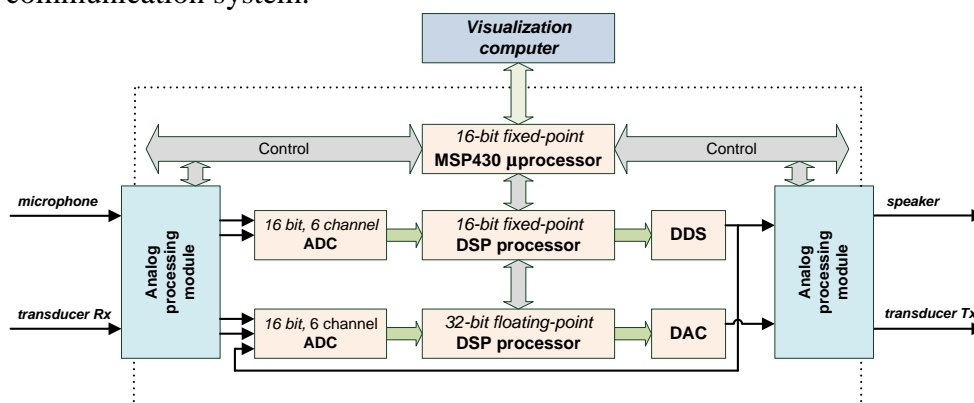 communication system.
Visualization
computer
16-bit fixed-point
MSP430 µprocessor
Control
Control
microphone
transducer Rx
Analog
processing
module
16 bit, 6 channel
ADC
16-bit fixed-point
DSP processor
DDS
16 bit, 6 channel
ADC
32-bit floating-point
DSP processor
DAC
Analog
processing
module
speaker
transducer Tx